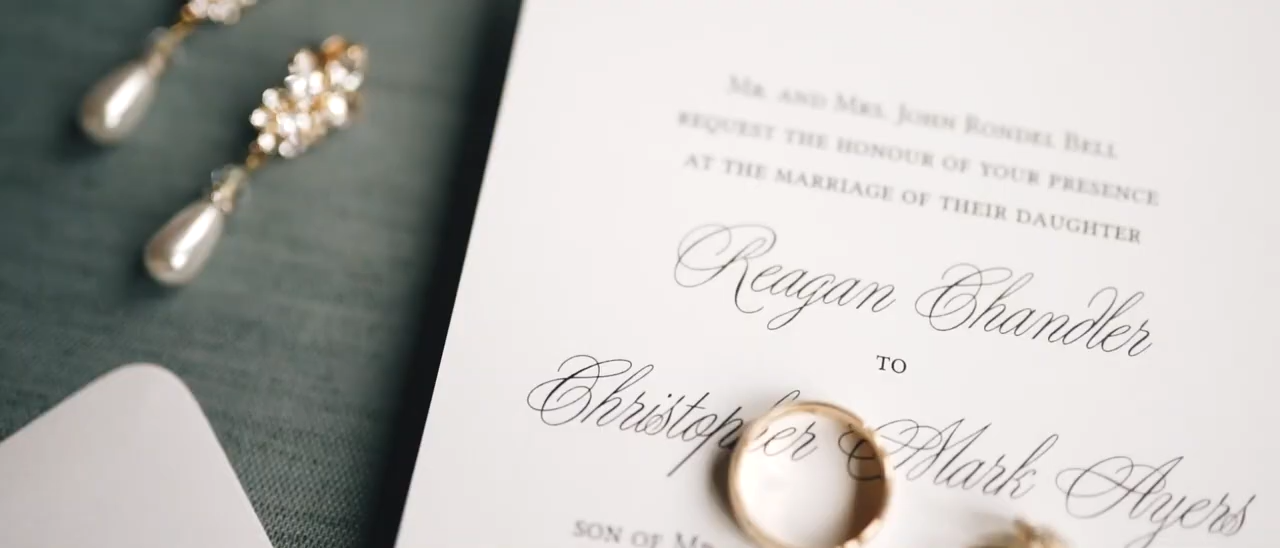 MR. AND MRS. JOHN RONDEL BELL
REQUEST THE HONOUR OF YOUR PRESENCE
AT THE MARRIAGE OF THEIR DAUGHTER
Reagan Chandler
TO
Christopher Mark Ayers
SON OF MR.